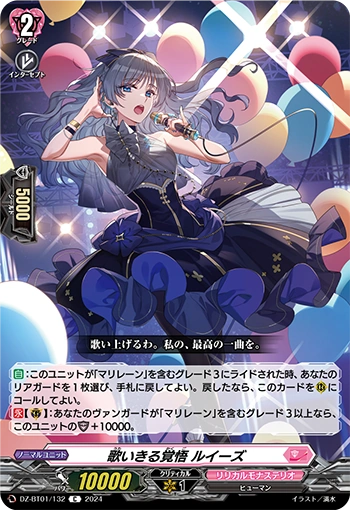 2
グレード
インターセプト
5000
シールド
歌い上げるわ。私の、最高の一曲を。
自:このユニットが「マリレーン」を含むグレード3にライドされた時、あなたの
リアガードを1枚選び、手札に戻してよい。戻したなら、このカードをRに
コールしてよい。
永【R】:あなたのヴァンガードが「マリレーン」を含むグレード3以上なら、
このユニットの+10000。
ノーマルユニット
歌いきる覚悟 ルイーズ
パワー
10000
クリティカル
1
リリカルモナステリオ
ヒューマン
DZ-BT01/132 C 2024
イラスト/満水